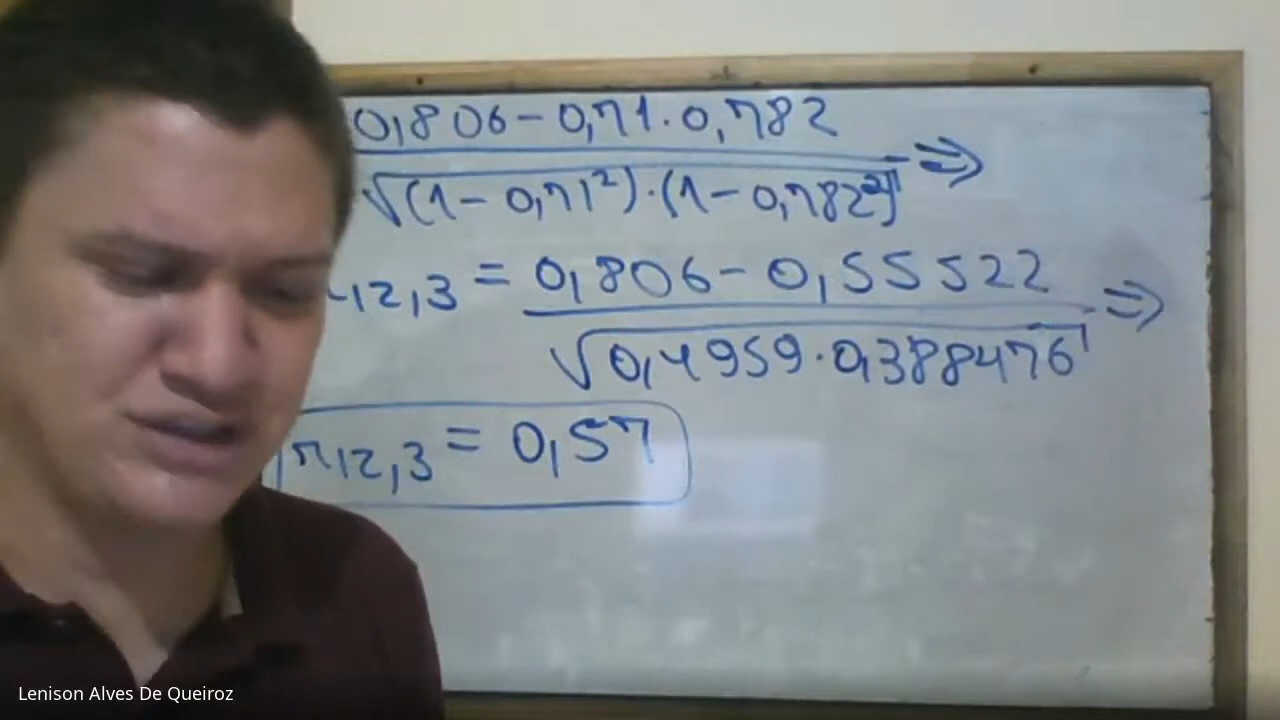 0,806 - 0,71 . 0,782
√(1 - 0,71²) . (1 - 0,782²) ⇒
r12,3 = 0,806 - 0,55522
√0,4959 . 0,388476 ⇒
r12,3 = 0,57
Lenison Alves De Queiroz